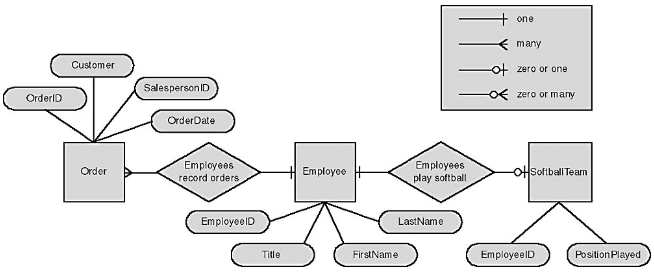 one
many
zero or one
zero or many
Customer
SalespersonID
OrderID
OrderDate
Order
Employees
record orders
Employee
Employees
play softball
SoftballTeam
EmployeeID
LastName
Title
FirstName
EmployeeID
PositionPlayed